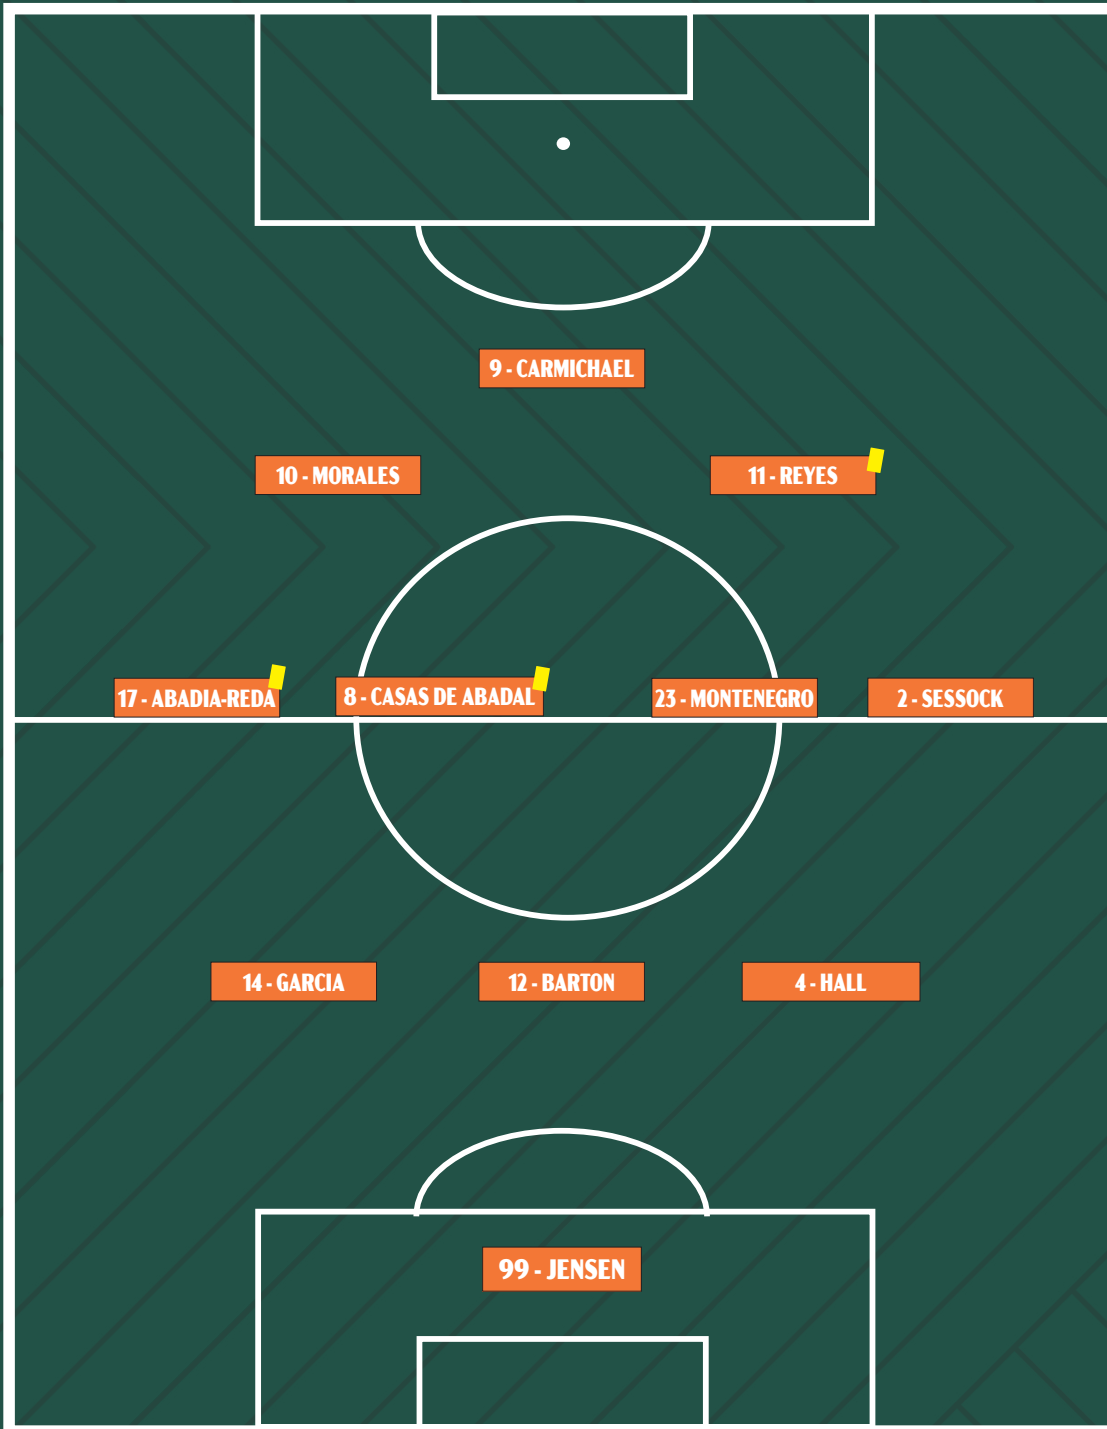 9 - CARMICHAEL
10 - MORALES
11 - REYES
17 - ABADIA-REDA
8 - CASAS DE ABADAL
23 - MONTENEGRO
2 - SESSOCK
14 - GARCIA
12 - BARTON
4 - HALL
99 - JENSEN